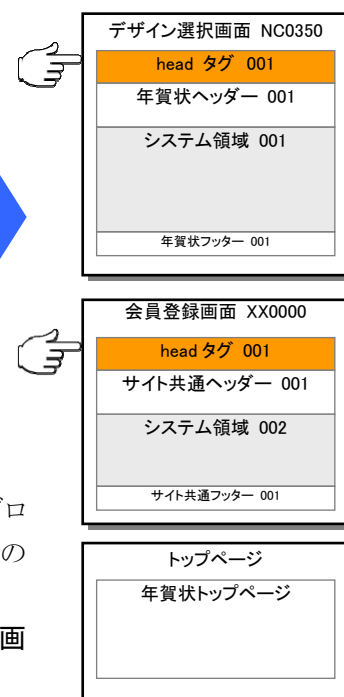 デザイン選択画面 NC0350
head タグ 001
年賀状ヘッダー 001
システム領域 001
年賀状フッター 001
会員登録画面 XX0000
head タグ 001
サイト共通ヘッダー 001
システム領域 002
サイト共通フッター 001
ロ
の
画
トップページ
年賀状トップページ